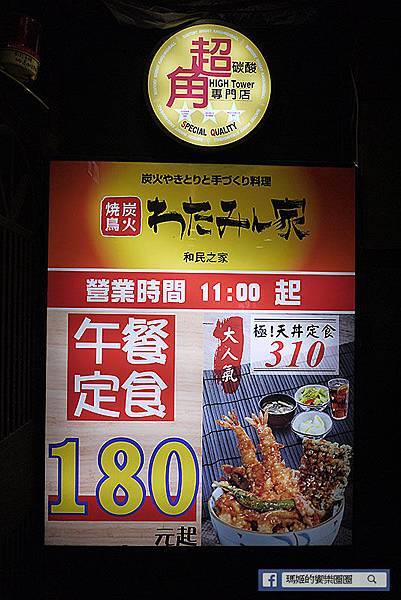 超角
碳酸
HIGH Tower
專門店
SPECIAL QUALITY
炭火やきとりと手づくり料理
炭火
焼鳥
わたみん家
和民之家
營業時間 11:00 起
午餐
定食
180
元起
大人氣
極！天丼定食
310
瑪姬的饗樂園圈